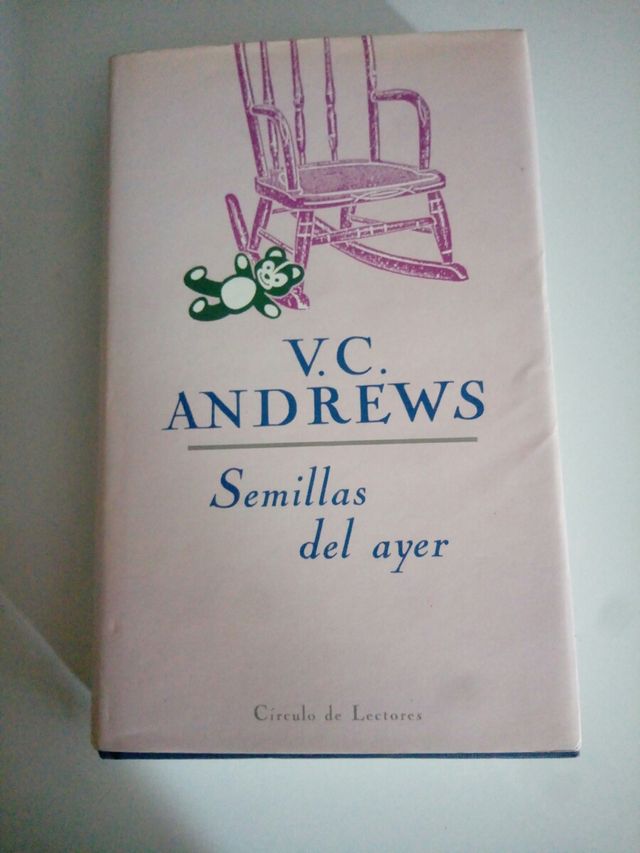 V. C.
ANDREWS
Semillas
del ayer
Círculo de Lectores